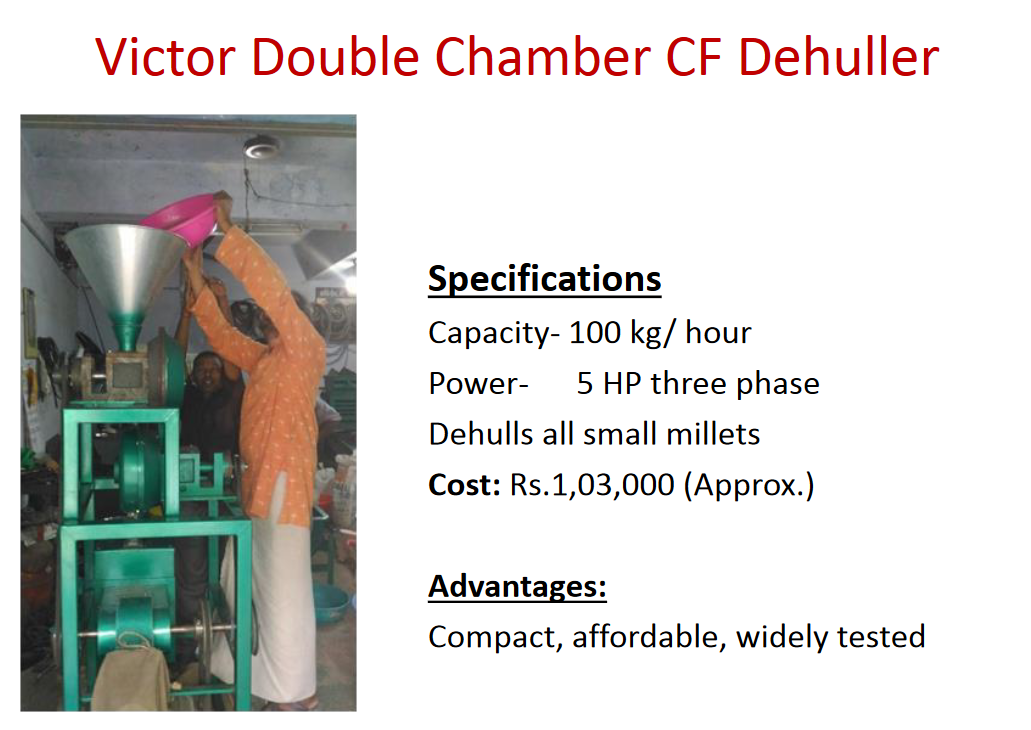 Victor Double Chamber CF Dehuller
Specifications
Capacity- 100 kg/ hour
Power- 5 HP three phase
Dehulls all small millets
Cost: Rs.1,03,000 (Approx.)
Advantages:
Compact, affordable, widely tested